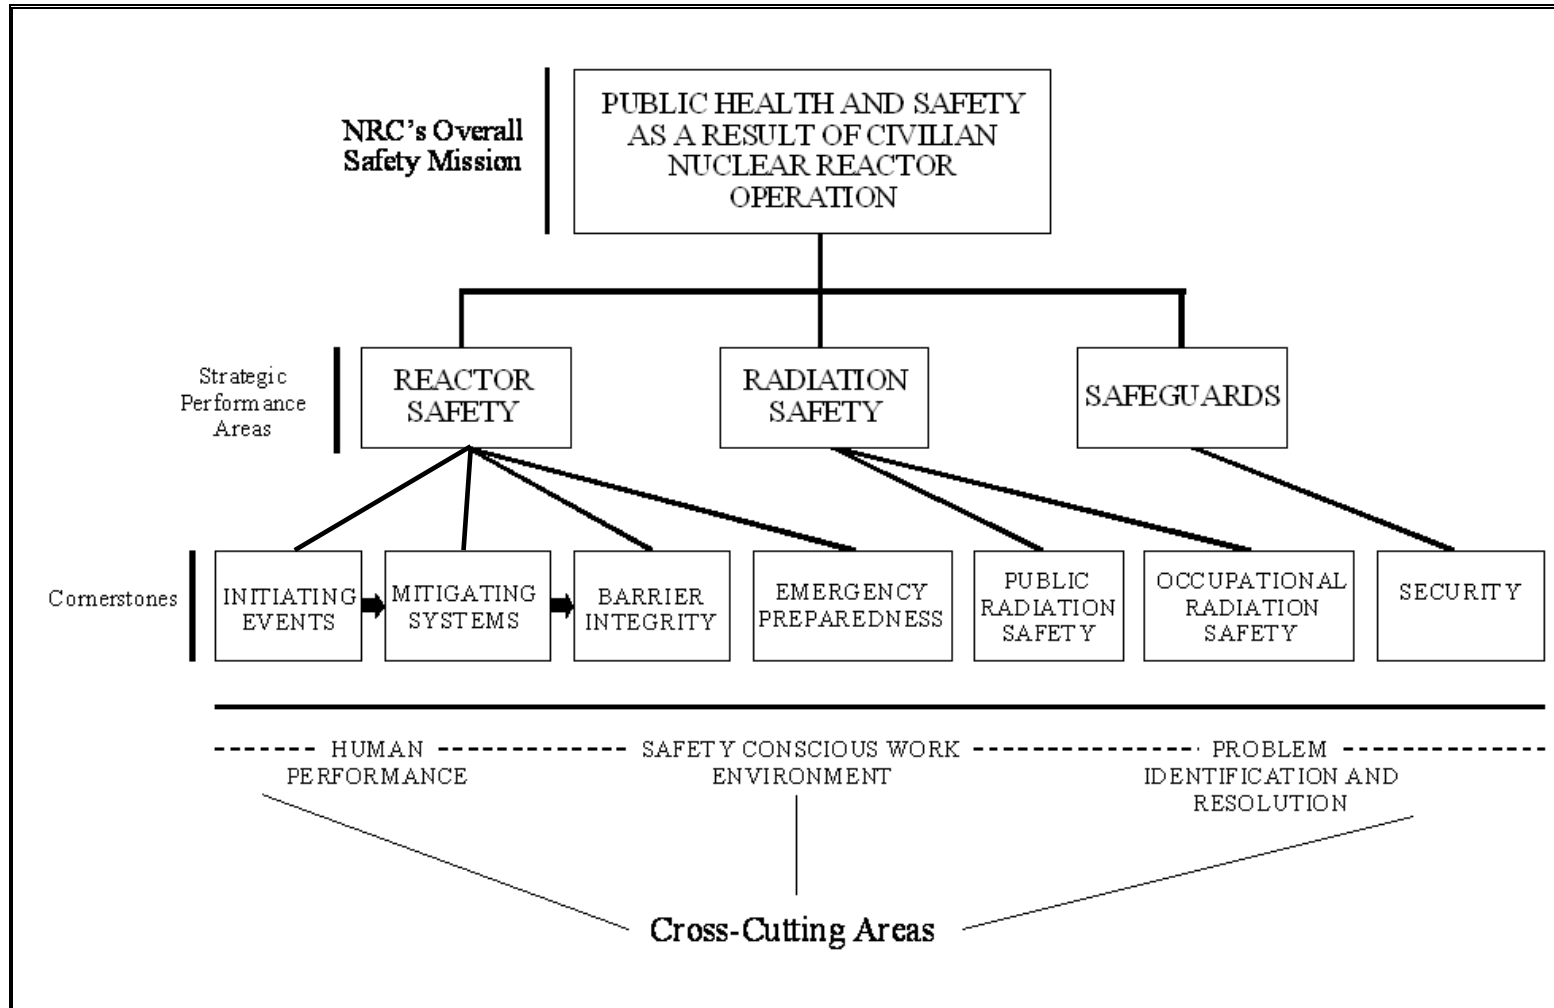 NRC's Overall
Safety Mission
PUBLIC HEALTH AND SAFETY
AS A RESULT OF CIVILIAN
NUCLEAR REACTOR
OPERATION
Strategic
Performance
Areas
REACTOR
SAFETY
RADIATION
SAFETY
SAFEGUARDS
Cornerstones
INITIATING
EVENTS
MITIGATING
SYSTEMS
BARRIER
INTEGRITY
EMERGENCY
PREPAREDNESS
PUBLIC
RADIATION
SAFETY
OCCUPATIONAL
RADIATION
SAFETY
SECURITY
HUMAN
PERFORMANCE
SAFETY CONSCIOUS WORK
ENVIRONMENT
PROBLEM
IDENTIFICATION AND
RESOLUTION
Cross-Cutting Areas